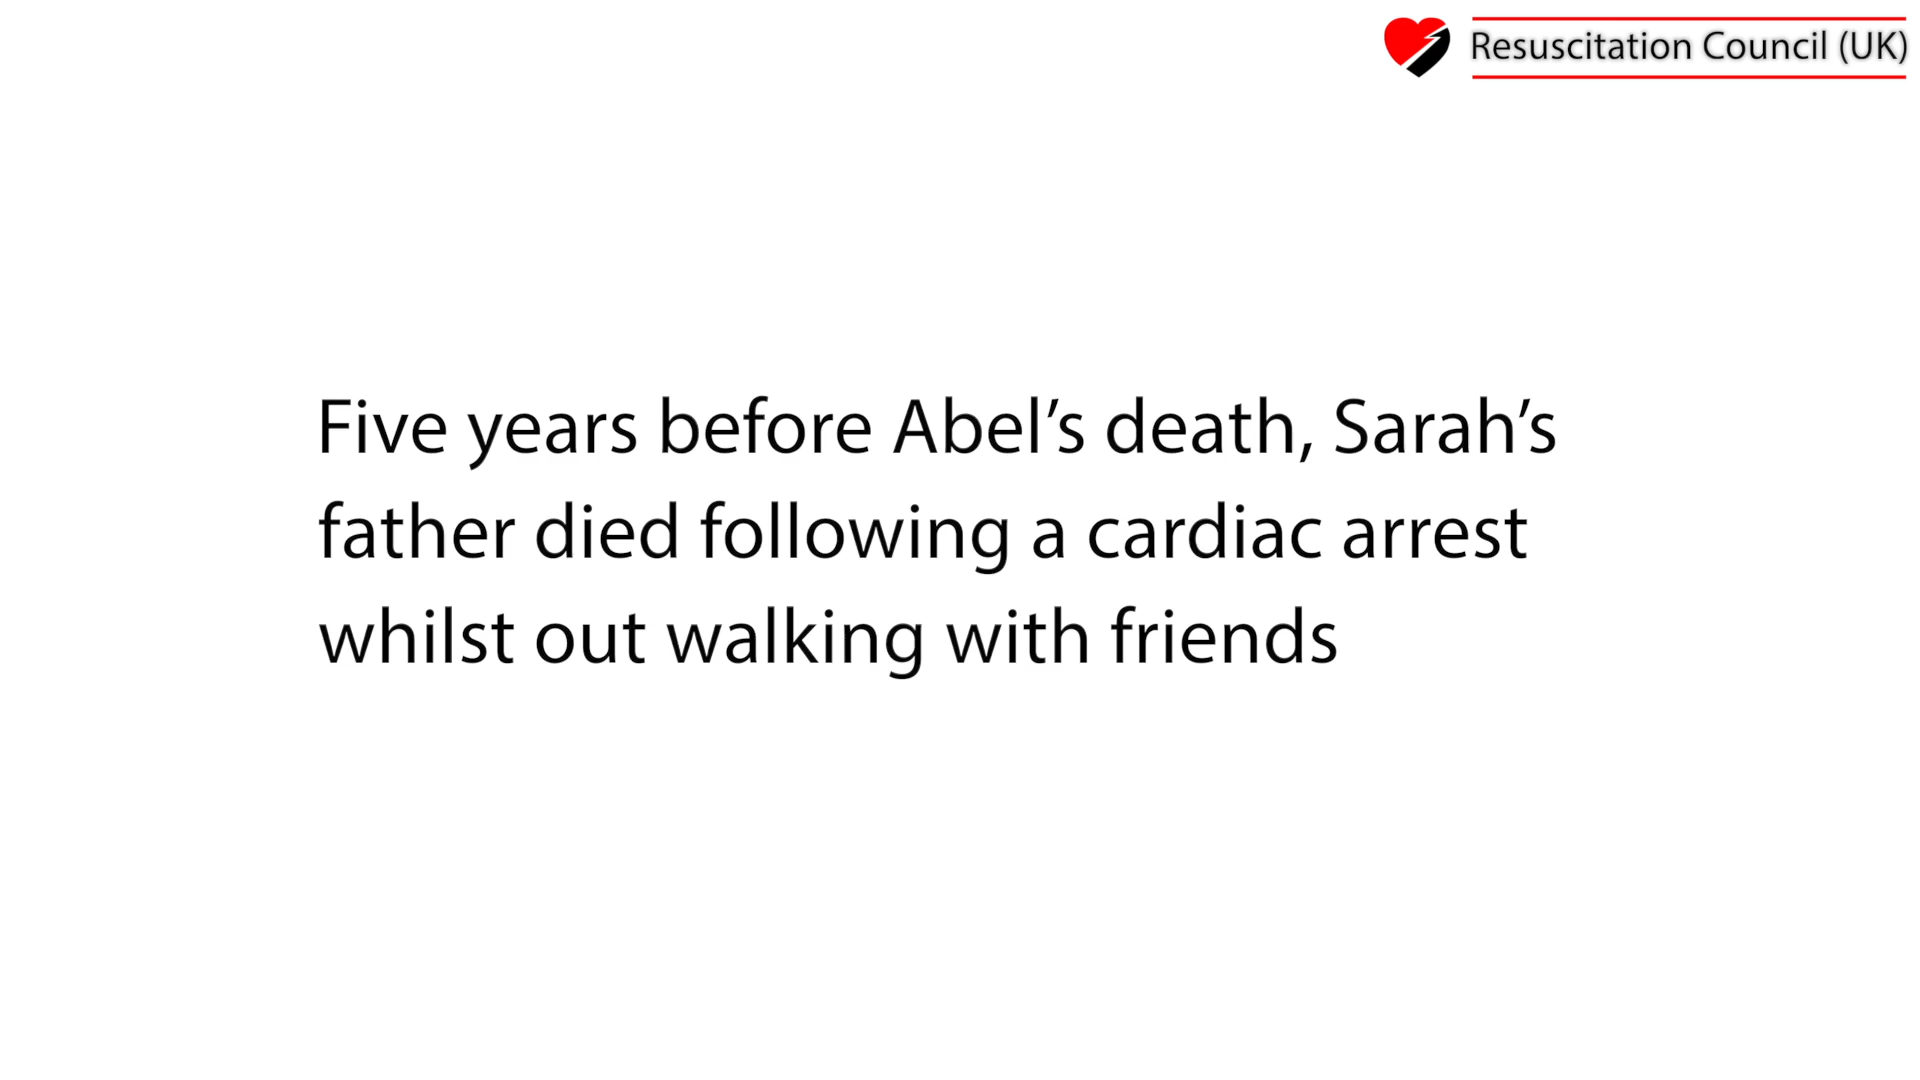 Resuscitation Council (UK)
Five years before Abel’s death, Sarah’s
father died following a cardiac arrest
whilst out walking with friends